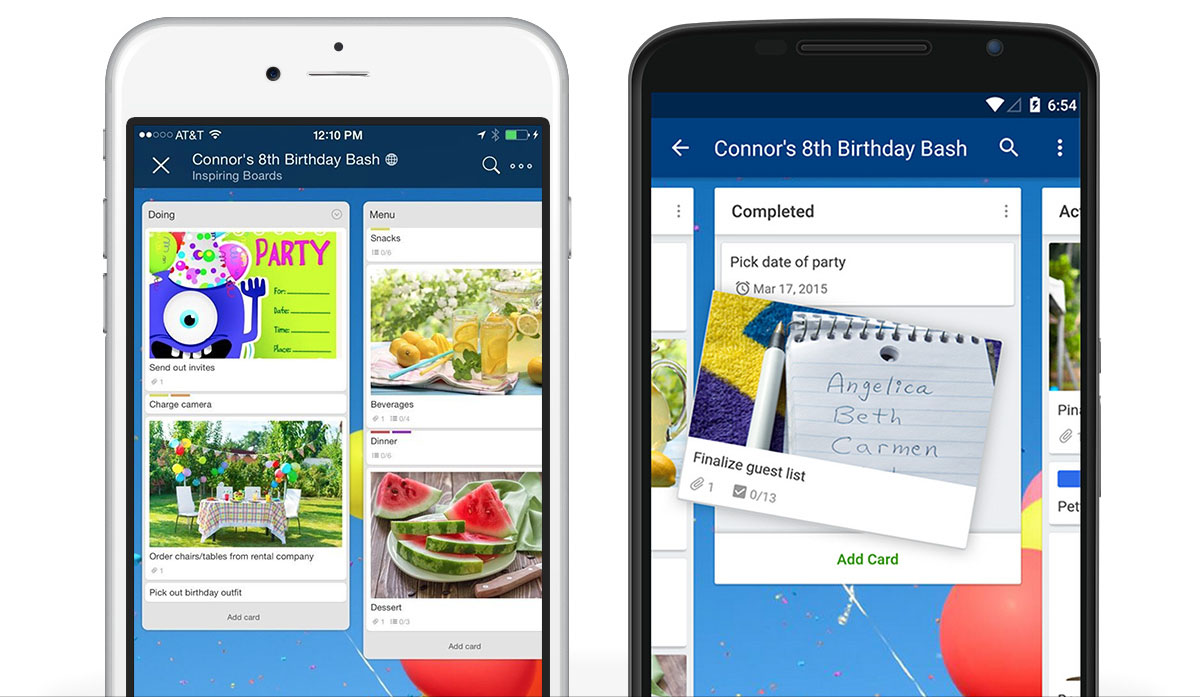 AT&T
12:10 PM
Connor's 8th Birthday Bash
Inspiring Boards
Doing
PARTY
For:
Date:
Time:
Place:
Send out invites
1
Charge camera
Order chairs/tables from rental company
1
Pick out birthday outfit
Add card
Menu
Snacks
0/6
Beverages
1 0/4
Dinner
0/6
Dessert
1 0/3
Add card
6:54
Connor's 8th Birthday Bash
Completed
Pick date of party
Mar 17, 2015
Angelica
Beth
Carmen
Finalize guest list
1 0/13
Add Card